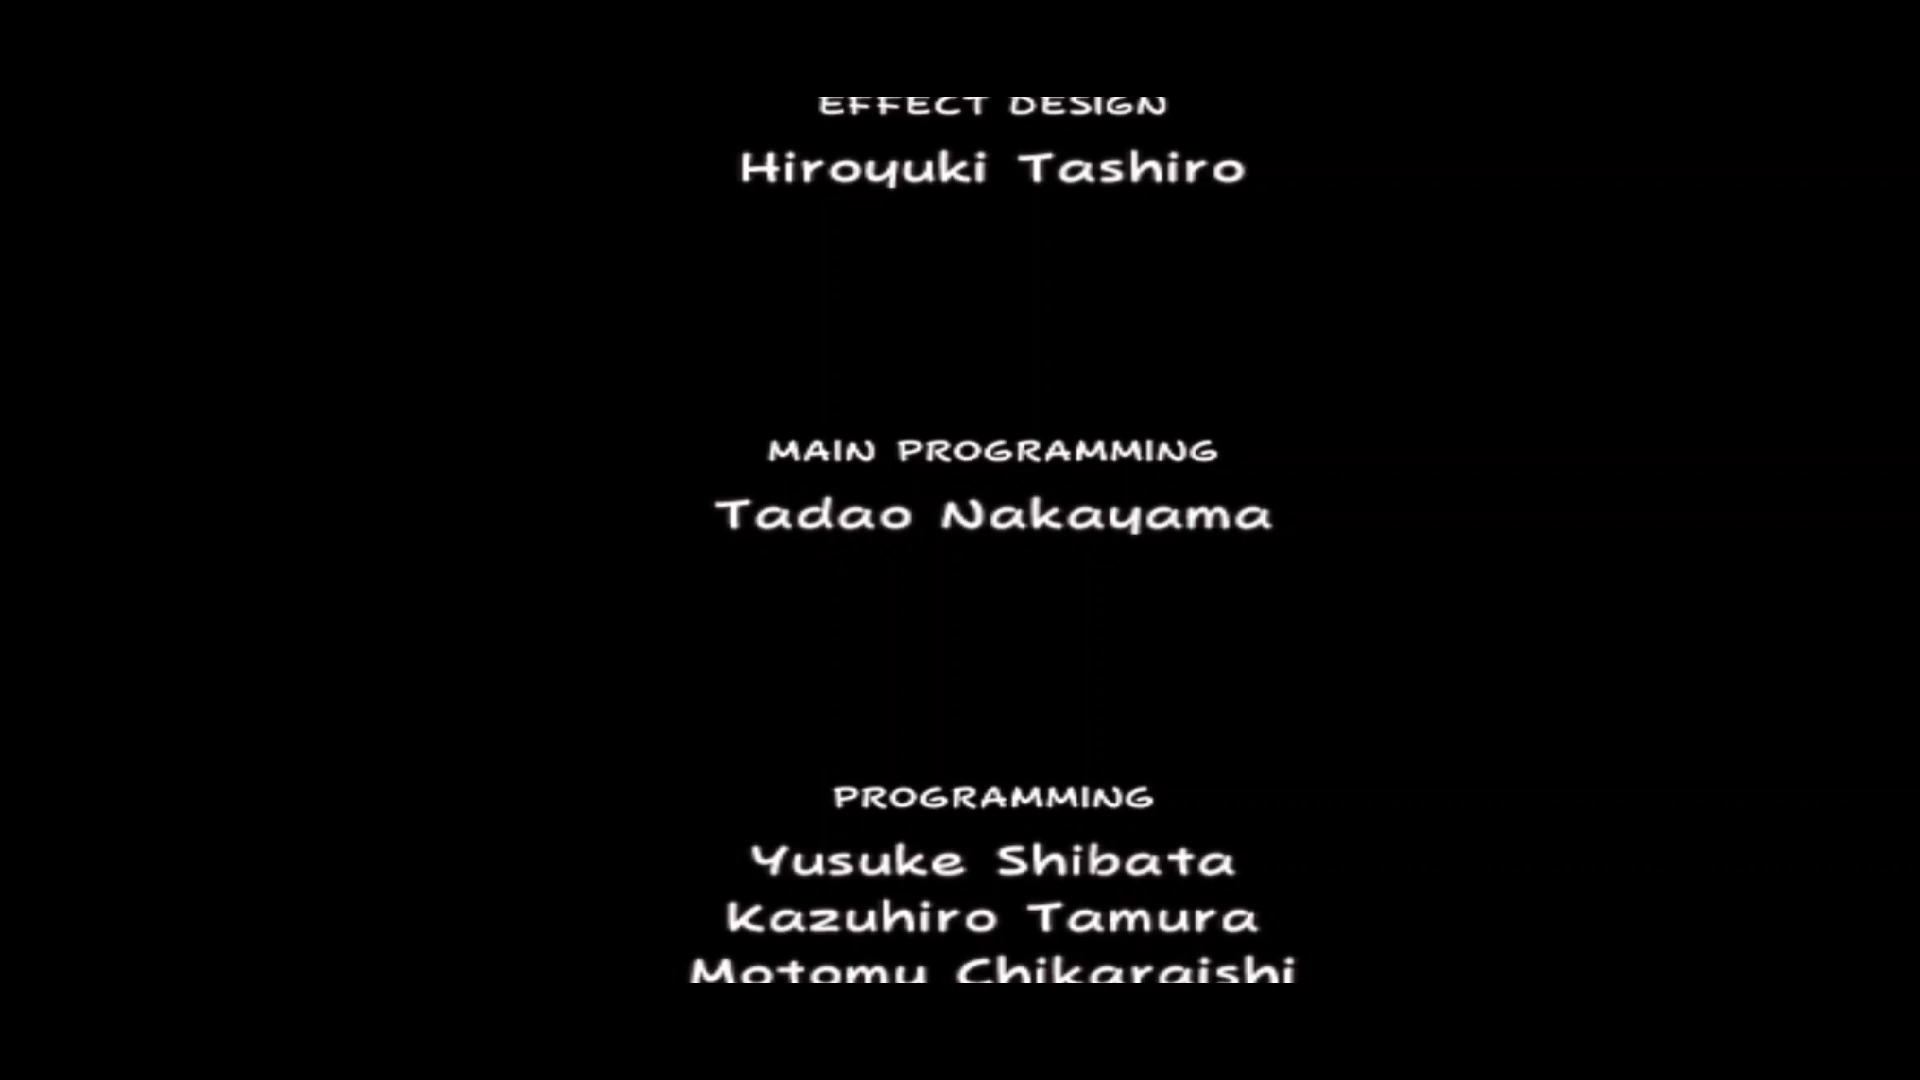 EFFECT DESIGN
Hiroyuki Tashiro
MAIN PROGRAMMING
Tadao Nakayama
PROGRAMMING
Yusuke Shibata
Kazuhiro Tamura
Motomu Chikaraishi